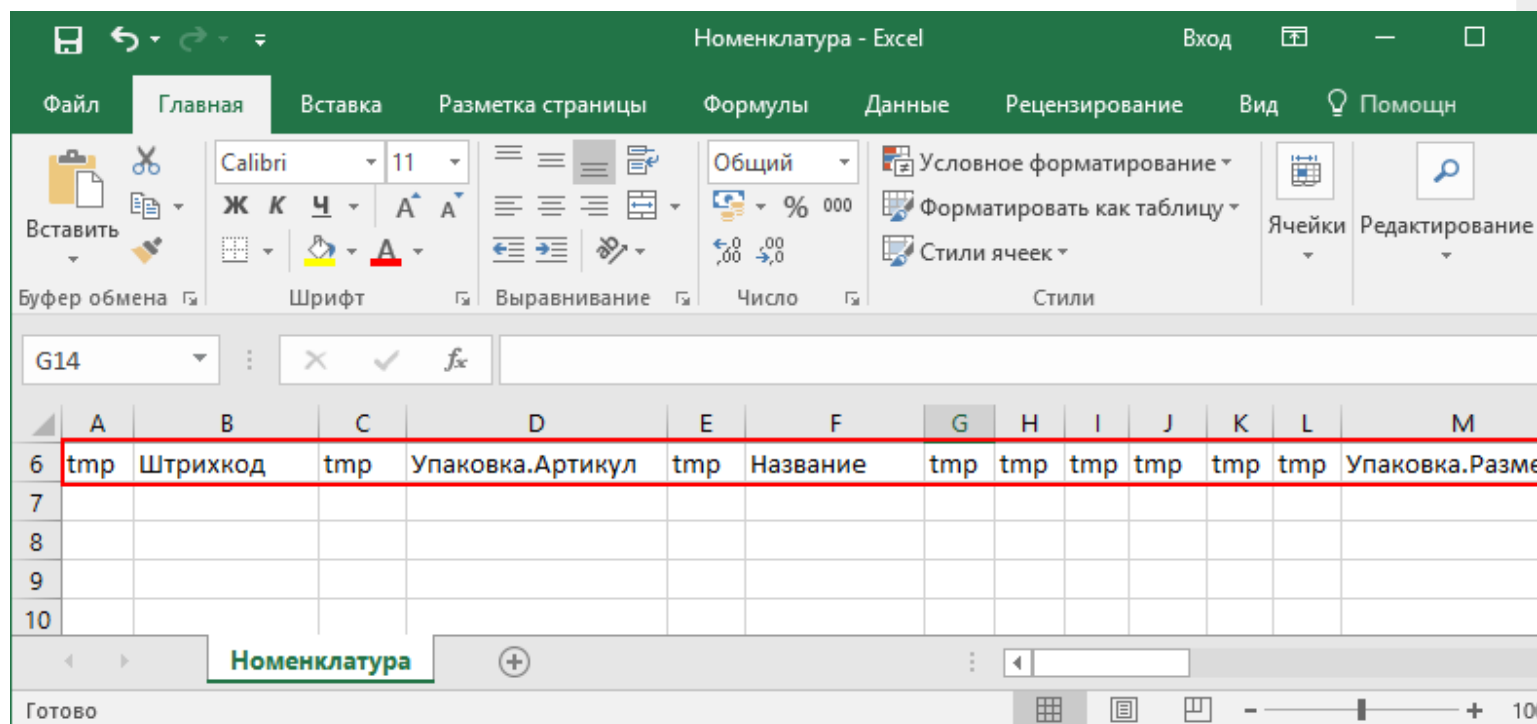 Номенклатура - Excel Вход
Файл Главная Вставка Разметка страницы Формулы Данные Рецензирование Вид Помощн
Calibri 11 Общий Условное форматирование
Вставить Ж К Ч А А % 000 Форматировать как таблицу Ячейки Редактирование
А ,00 ,0 Стили ячеек
Буфер обмена Шрифт Выравнивание Число Стили
G14 fx
A B C D E F G H I J K L M
6 tmp Штрихкод tmp Упаковка.Артикул tmp Название tmp tmp tmp tmp tmp tmp Упаковка.Разме
7
8
9
10
Номенклатура
Готово 10